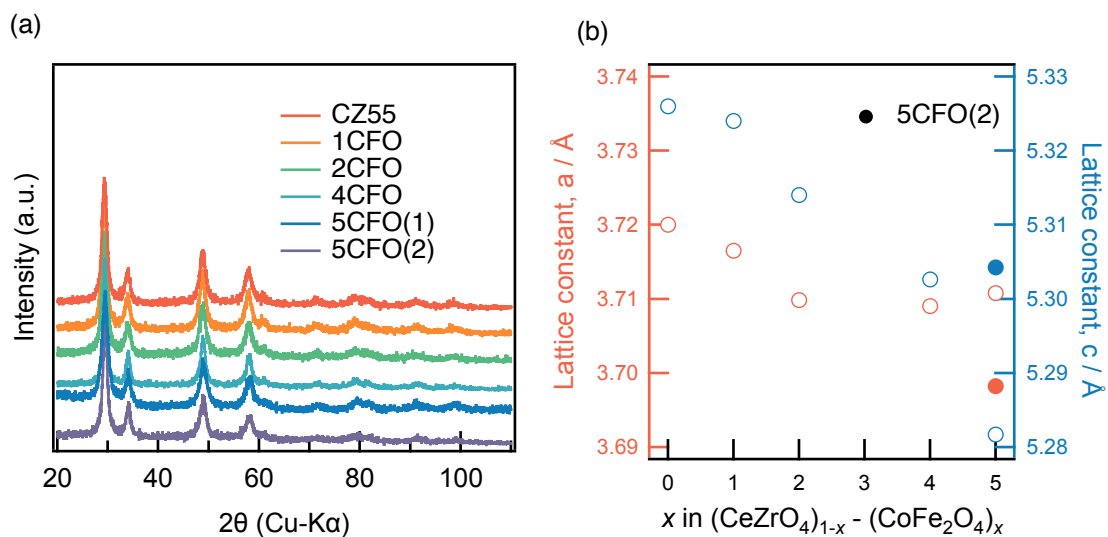 (a)
Intensity (a.u.)
CZ55
1CFO
2CFO
4CFO
5CFO(1)
5CFO(2)
20 40 60 80 100
2θ (Cu-Kα)
(b)
Lattice constant, a / Å
3.74
3.73
3.72
3.71
3.70
3.69
5CFO(2)
5.33
5.32
5.31
5.30
5.29
5.28
Lattice constant, c / Å
0 1 2 3 4 5
x in (CeZrO₄)₁₋ₓ - (CoFe₂O₄)ₓ